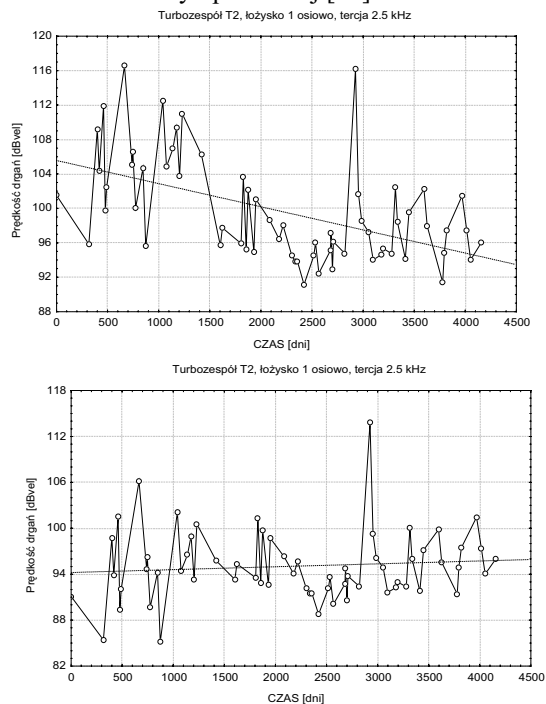 Turbozespół T2, łożysko 1 osiowo, tercja 2.5 kHz
Prędkość drgań [dBvel]
120
116
112
108
104
100
96
92
88
0 500 1000 1500 2000 2500 3000 3500 4000 4500
CZAS [dni]
Turbozespół T2, łożysko 1 osiowo, tercja 2.5 kHz
Prędkość drgań [dBvel]
118
112
106
100
94
88
82
0 500 1000 1500 2000 2500 3000 3500 4000 4500
CZAS [dni]